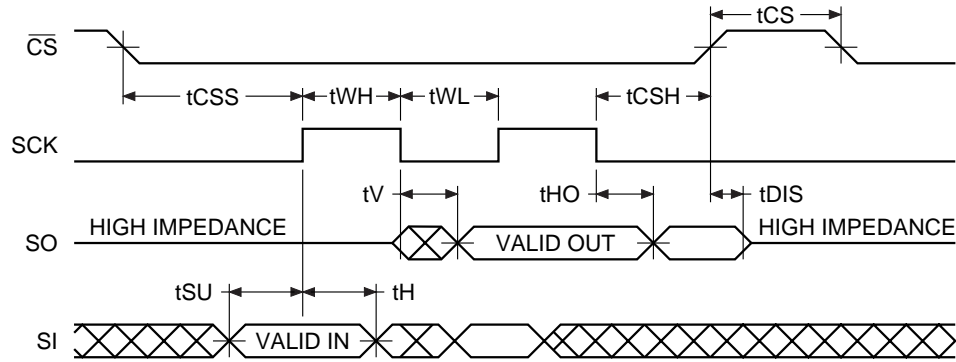 tCS
CS
tCSS tWH tWL tCSH
SCK
tV tHO tDIS
HIGH IMPEDANCE HIGH IMPEDANCE
SO VALID OUT
tSU tH
SI VALID IN